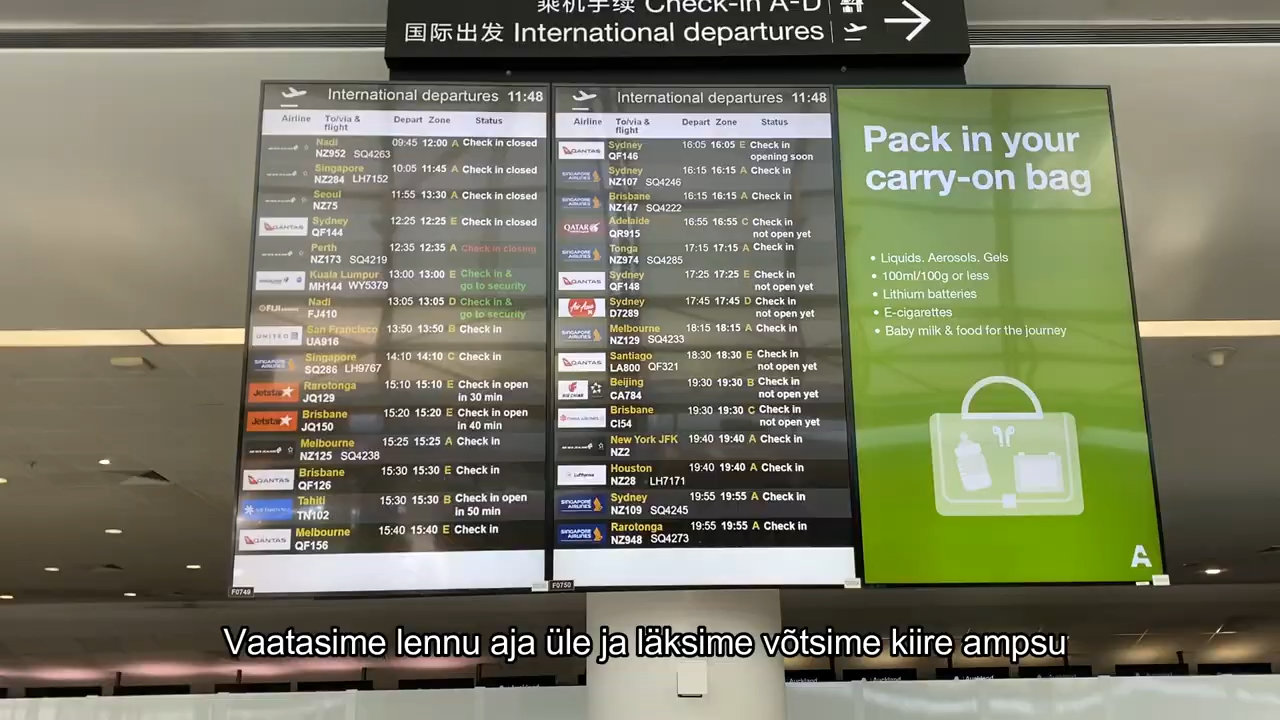 乘机手续 Check-in A-D
国际出发 International departures
International departures 11:48
Airline To/via & flight Depart Zone Status
Nadi 09:45 12:00 A Check in closed
NZ952 SQ4263
Singapore 10:05 11:45 A Check in closed
NZ284 LH7152
Seoul 11:55 13:30 A Check in closed
NZ75
QANTAS Sydney 12:25 12:25 E Check in closed
QF144
Perth 12:35 12:35 A Check in closing
NZ173 SQ4219
Kuala Lumpur 13:00 13:00 E Check in &
MH144 WY5379 go to security
FIJI Nadi 13:05 13:05 D Check in &
FJ410 go to security
UNITED San Francisco 13:50 13:50 B Check in
UA916
SINGAPORE AIRLINES Singapore 14:10 14:10 C Check in
SQ286 LH9767
Jetstar Rarotonga 15:10 15:10 E Check in open
JQ129 in 30 min
Jetstar Brisbane 15:20 15:20 E Check in open
JQ150 in 40 min
Melbourne 15:25 15:25 A Check in
NZ125 SQ4238
QANTAS Brisbane 15:30 15:30 E Check in
QF126
Tahiti 15:30 15:30 B Check in open
TN102 in 50 min
QANTAS Melbourne 15:40 15:40 E Check in
QF156
F0749
International departures 11:48
Airline To/via & flight Depart Zone Status
QANTAS Sydney 16:05 16:05 E Check in
QF146 opening soon
SINGAPORE AIRLINES Sydney 16:15 16:15 A Check in
NZ107 SQ4246
SINGAPORE AIRLINES Brisbane 16:15 16:15 A Check in
NZ147 SQ4222
QATAR Adelaide 16:55 16:55 C Check in
QR915 not open yet
SINGAPORE AIRLINES Tonga 17:15 17:15 A Check in
NZ974 SQ4285
QANTAS Sydney 17:25 17:25 E Check in
QF148 not open yet
AirAsia Sydney 17:45 17:45 D Check in
D7289 not open yet
SINGAPORE AIRLINES Melbourne 18:15 18:15 A Check in
NZ129 SQ4233
QANTAS Santiago 18:30 18:30 E Check in
LA800 QF321 not open yet
AIR CHINA Beijing 19:30 19:30 B Check in
CA784 not open yet
CHINA AIRLINES Brisbane 19:30 19:30 C Check in
CI54 not open yet
New York JFK 19:40 19:40 A Check in
NZ2
Lufthansa Houston 19:40 19:40 A Check in
NZ28 LH7171
SINGAPORE AIRLINES Sydney 19:55 19:55 A Check in
NZ109 SQ4245
SINGAPORE AIRLINES Rarotonga 19:55 19:55 A Check in
NZ948 SQ4273
F0750
Pack in your
carry-on bag
• Liquids. Aerosols. Gels
• 100ml/100g or less
• Lithium batteries
• E-cigarettes
• Baby milk & food for the journey
Vaatasime lennu aja üle ja läksime võtsime kiire ampsu